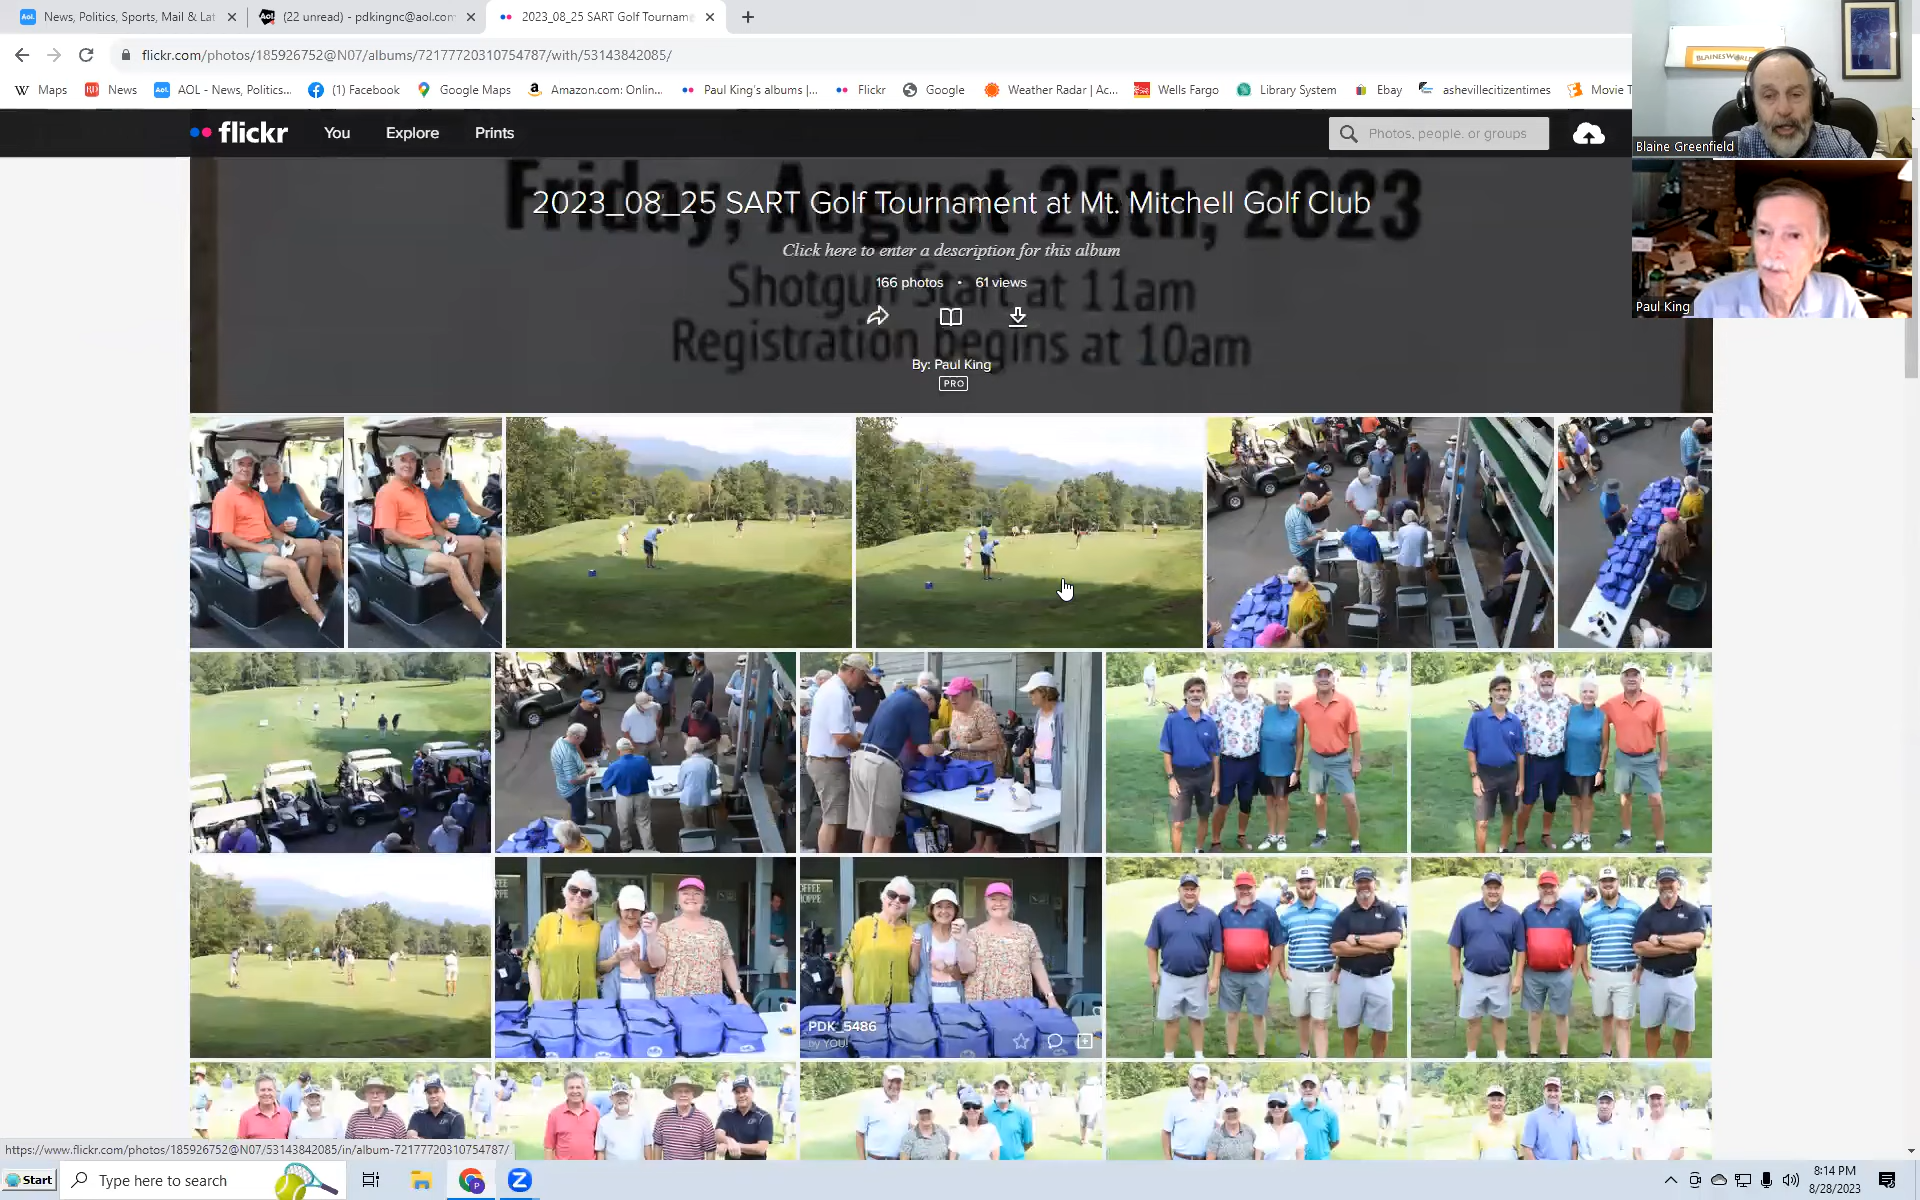 News, Politics, Sports, Mail & Lat
(22 unread) - pdkingnc@aol.com
2023_08_25 SART Golf Tournam
flickr.com/photos/185926752@N07/albums/72177720310754787/with/53143842085/
Maps
News
AOL - News, Politics...
(1) Facebook
Google Maps
Amazon.com: Onlin...
Paul King's albums |...
Flickr
Google
Weather Radar | Ac...
Wells Fargo
Library System
Ebay
ashevillecitizentimes
Movie T
BLAINESWORLD
Blaine Greenfield
Paul King
flickr
You
Explore
Prints
Photos, people, or groups
Friday, August 25th, 2023
2023_08_25 SART Golf Tournament at Mt. Mitchell Golf Club
Click here to enter a description for this album
Shotgun Start at 11am
166 photos • 61 views
Registration begins at 10am
By: Paul King
PRO
PDK_5486
by YOU!
https://www.flickr.com/photos/185926752@N07/53143842085/in/album-72177720310754787/
Start
Type here to search
8:14 PM
8/28/2023